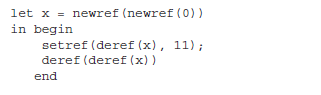 let x = newref(newref(0))
in begin
    setref(deref(x), 11);
    deref(deref(x))
   end